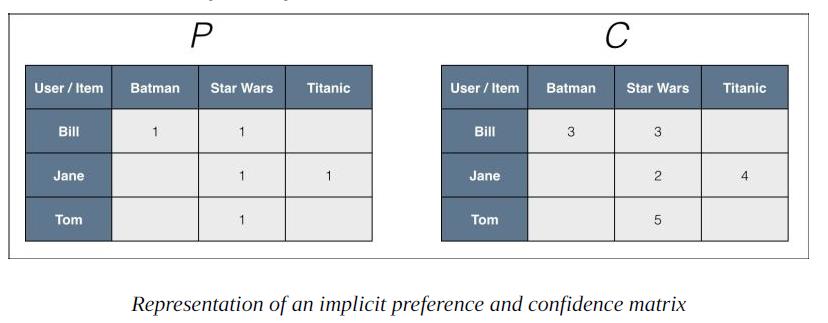 P
User / Item Batman Star Wars Titanic
Bill 1 1
Jane 1 1
Tom 1
C
User / Item Batman Star Wars Titanic
Bill 3 3
Jane 2 4
Tom 5
Representation of an implicit preference and confidence matrix